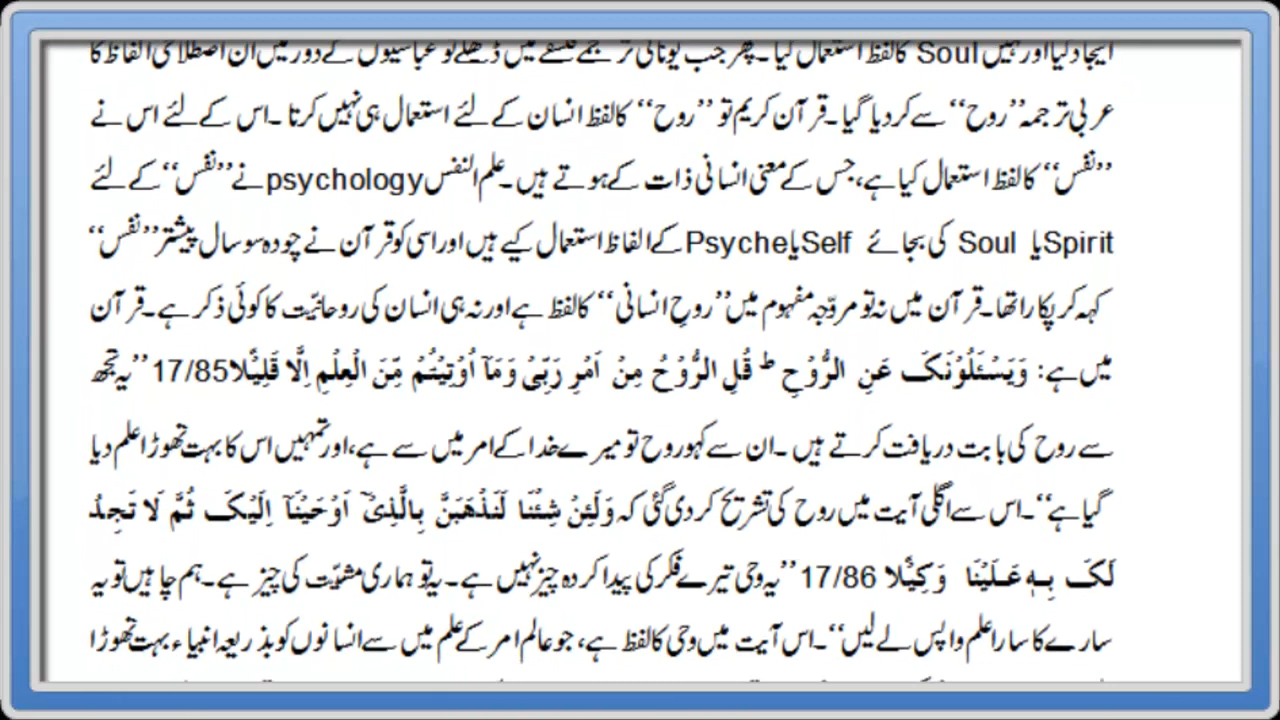 ایجاد کیا اور ہمیں Soul کا لفظ استعمال کیا۔ پھر جب یونانی ترجمے فلسفے میں ڈھلے تو عباسیوں کے دور میں ان اصطلاحی الفاظ کا
عربی ترجمہ ’’روح‘‘ سے کر دیا گیا۔ قرآن کریم تو ’’روح‘‘ کا لفظ انسان کے لئے استعمال ہی نہیں کرتا۔ اس کے لئے اس نے
’’نفس‘‘ کا لفظ استعمال کیا ہے، جس کے معنی انسانی ذات کے ہوتے ہیں۔ علم النفس psychology نے ’’نفس‘‘ کے لئے
Spirit یا Soul کی بجائے Self یا Psyche کے الفاظ استعمال کیے ہیں اور اسی کو قرآن نے چودہ سو سال پیشتر ’’نفس‘‘
کہہ کر پکارا تھا۔ قرآن میں نہ تو مروّجہ مفہوم میں ’’روحِ انسانی‘‘ کا لفظ ہے اور نہ ہی انسان کی روحانیّت کا کوئی ذکر ہے۔ قرآن
میں ہے: وَيَسْـَٔلُوْنَكَ عَنِ الرُّوْحِ ؕ قُلِ الرُّوْحُ مِنْ اَمْرِ رَبِّىْ وَمَآ اُوْتِيْتُمْ مِّنَ الْعِلْمِ اِلَّا قَلِيْلًا 17/85 ’’یہ تجھ
سے روح کی بابت دریافت کرتے ہیں۔ ان سے کہو روح تو میرے خدا کے امر میں سے ہے، اور تمہیں اس کا بہت تھوڑا علم دیا
گیا ہے‘‘۔ اس سے اگلی آیت میں روح کی تشریح کر دی گئی کہ وَلَئِنْ شِئْنَا لَنَذْهَبَنَّ بِالَّذِىْٓ اَوْحَيْنَآ اِلَيْكَ ثُمَّ لَا تَجِدُ
لَكَ بِهٖ عَلَيْنَا وَكِيْلًا 17/86 ’’یہ وحی تیرے فکر کی پیدا کردہ چیز نہیں ہے۔ یہ تو ہماری مشیّت کی چیز ہے۔ ہم چاہیں تو یہ
سارے کا سارا علم واپس لے لیں‘‘۔ اس آیت میں وحی کا لفظ ہے، جو عالم امر کے علم میں سے انسانوں کو بذریعہ انبیاء بہت تھوڑا